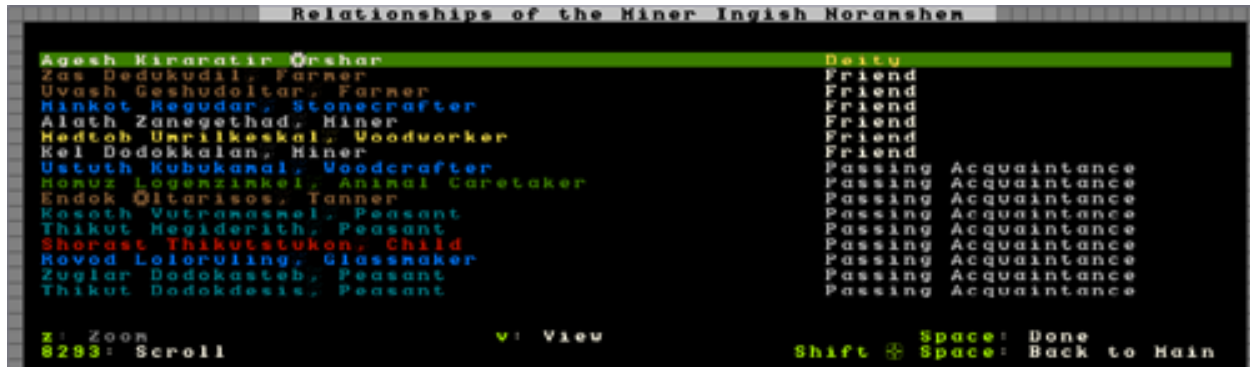 Relationships of the Miner Ingish Noramshem
Agesh Kiraratir Örshar Deity
Zas Dedukudil, Farmer Friend
Uvash Geshudoltar, Farmer Friend
Minkot Regudar, Stonecrafter Friend
Alath Zanegethad, Miner Friend
Hedtob Umrilkeskal, Woodworker Friend
Kel Dodokkalan, Miner Friend
Ustuth Kubukamal, Woodcrafter Passing Acquaintance
Momuz Logemzimkel, Animal Caretaker Passing Acquaintance
Endok Öltarisos, Tanner Passing Acquaintance
Kosoth Vutramasmel, Peasant Passing Acquaintance
Thikut Megiderith, Peasant Passing Acquaintance
Shorast Thikutstukon, Child Passing Acquaintance
Rovod Loloruling, Glassmaker Passing Acquaintance
Zuglar Dodokasteb, Peasant Passing Acquaintance
Thikut Dodokdesis, Peasant Passing Acquaintance
z: Zoom v: View Space: Done
8293: Scroll Shift + Space: Back to Main